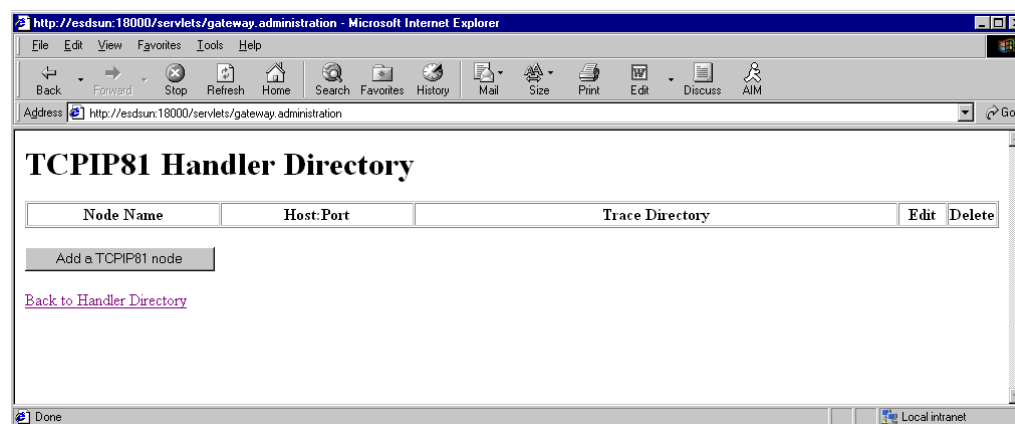 http://esdsun:18000/servlets/gateway.administration - Microsoft Internet Explorer
File Edit View Favorites Tools Help
Back Forward Stop Refresh Home Search Favorites History Mail Size Print Edit Discuss AIM
Address http://esdsun:18000/servlets/gateway.administration Go
TCPIP81 Handler Directory
Node Name Host:Port Trace Directory Edit Delete
Add a TCPIP81 node
Back to Handler Directory
Done Local intranet